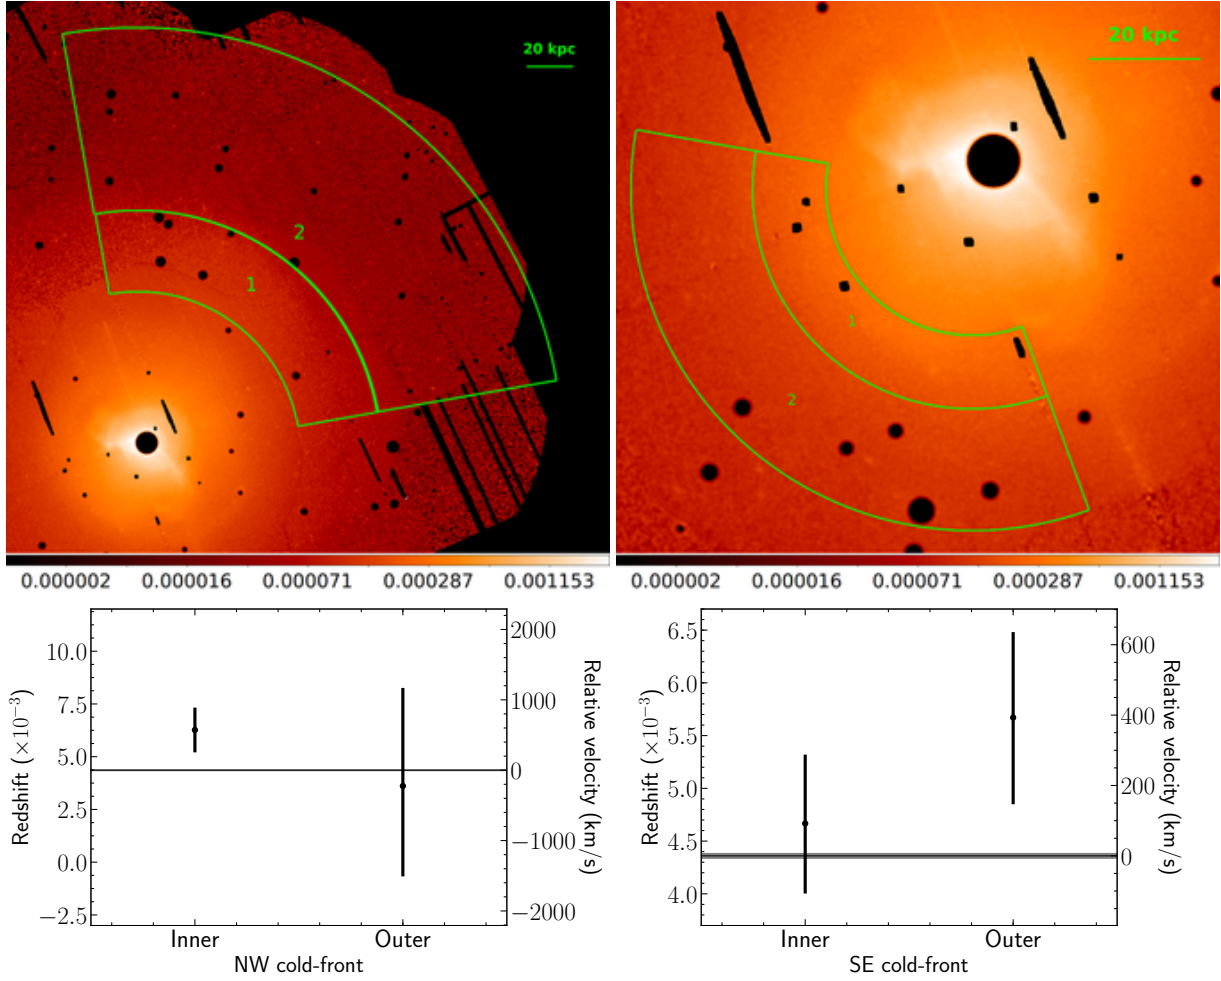 20 kpc
2
1
20 kpc
1
2
0.000002 0.000016 0.000071 0.000287 0.001153
0.000002 0.000016 0.000071 0.000287 0.001153
Redshift (×10⁻³)
10.0
7.5
5.0
2.5
0.0
−2.5
2000
1000
0
−1000
−2000
Relative velocity (km/s)
Inner Outer
NW cold-front
Redshift (×10⁻³)
6.5
6.0
5.5
5.0
4.5
4.0
600
400
200
0
Relative velocity (km/s)
Inner Outer
SE cold-front